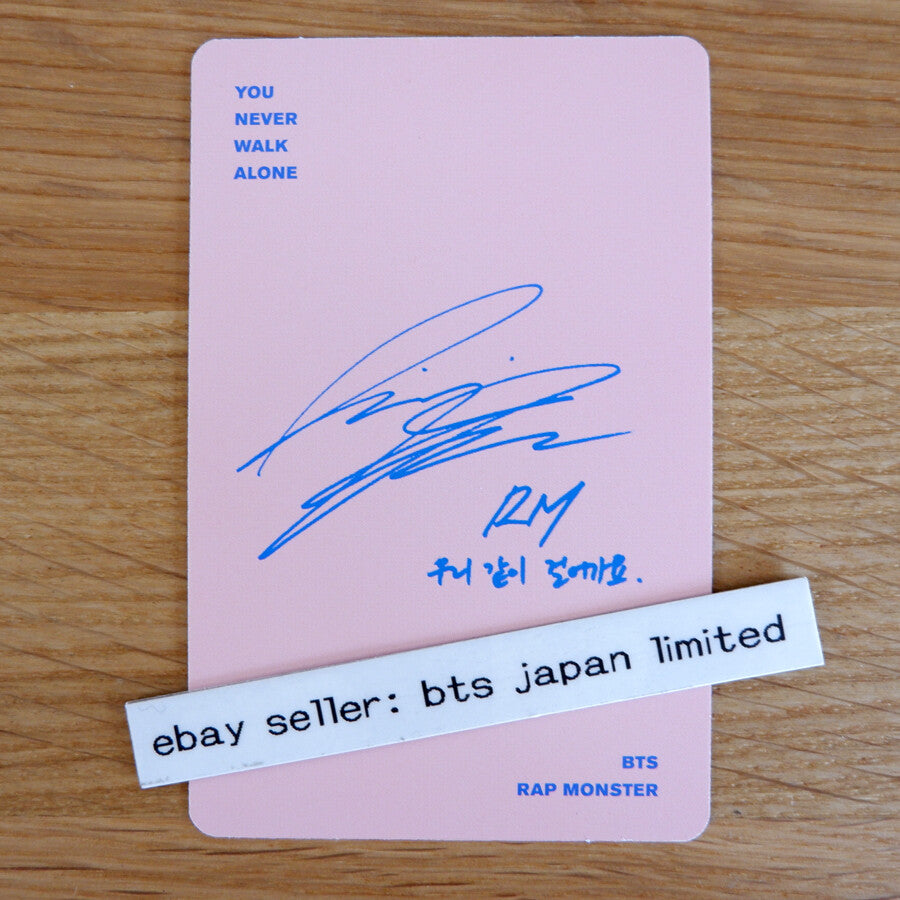 YOU
NEVER
WALK
ALONE
RM
우리 같이 걸어가요.
ebay seller: bts japan limited
BTS
RAP MONSTER